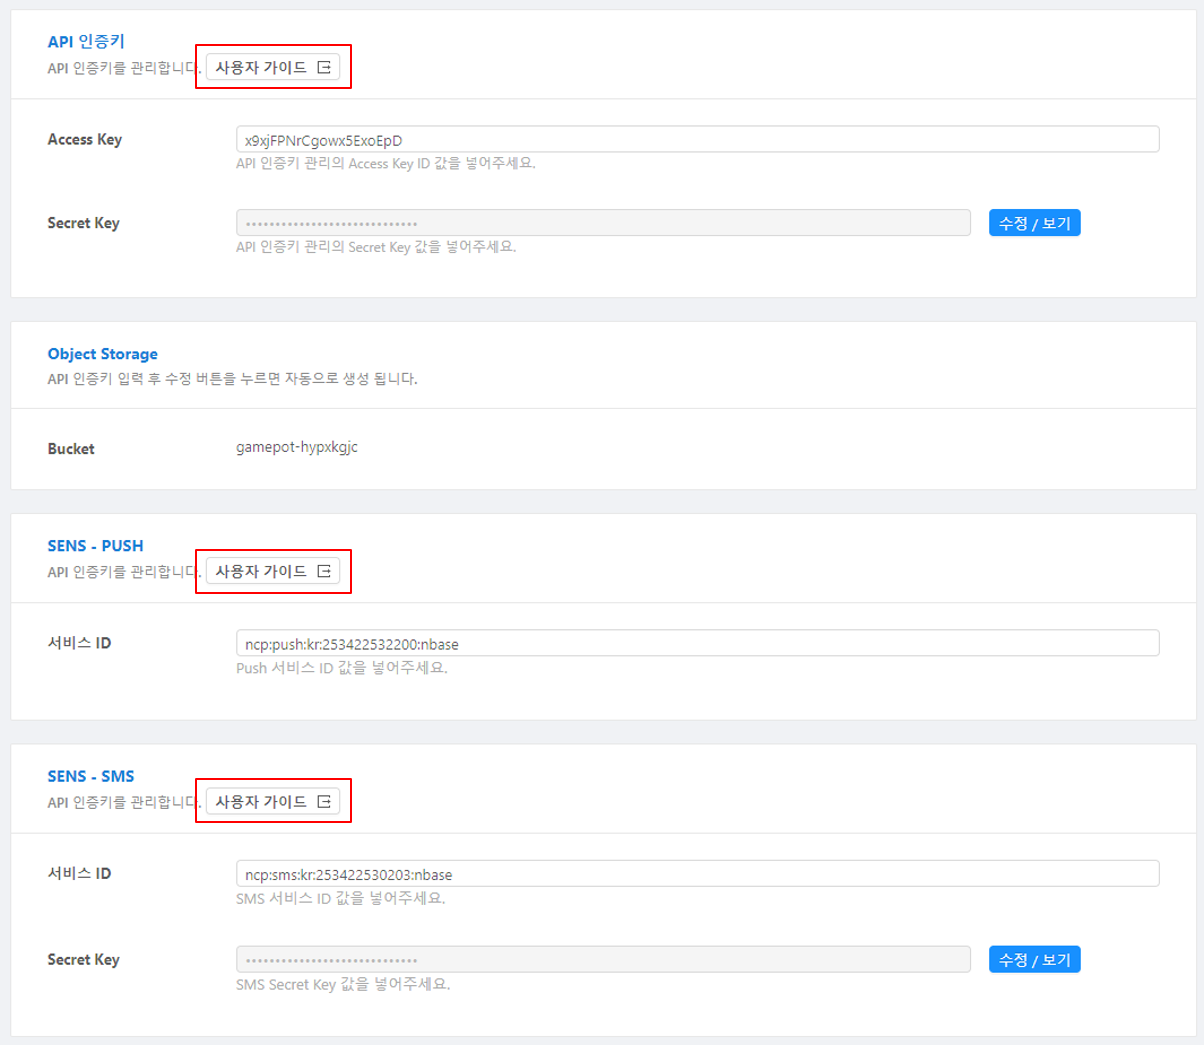 API 인증키
API 인증키를 관리합니다. 사용자 가이드
Access Key
x9xjFPNrCgowx5ExoEpD
API 인증키 관리의 Access Key ID 값을 넣어주세요.
Secret Key
수정 / 보기
API 인증키 관리의 Secret Key 값을 넣어주세요.
Object Storage
API 인증키 입력 후 수정 버튼을 누르면 자동으로 생성 됩니다.
Bucket
gamepot-hypxkgjc
SENS - PUSH
API 인증키를 관리합니다. 사용자 가이드
서비스 ID
ncp:push:kr:253422532200:nbase
Push 서비스 ID 값을 넣어주세요.
SENS - SMS
API 인증키를 관리합니다. 사용자 가이드
서비스 ID
ncp:sms:kr:253422530203:nbase
SMS 서비스 ID 값을 넣어주세요.
Secret Key
수정 / 보기
SMS Secret Key 값을 넣어주세요.